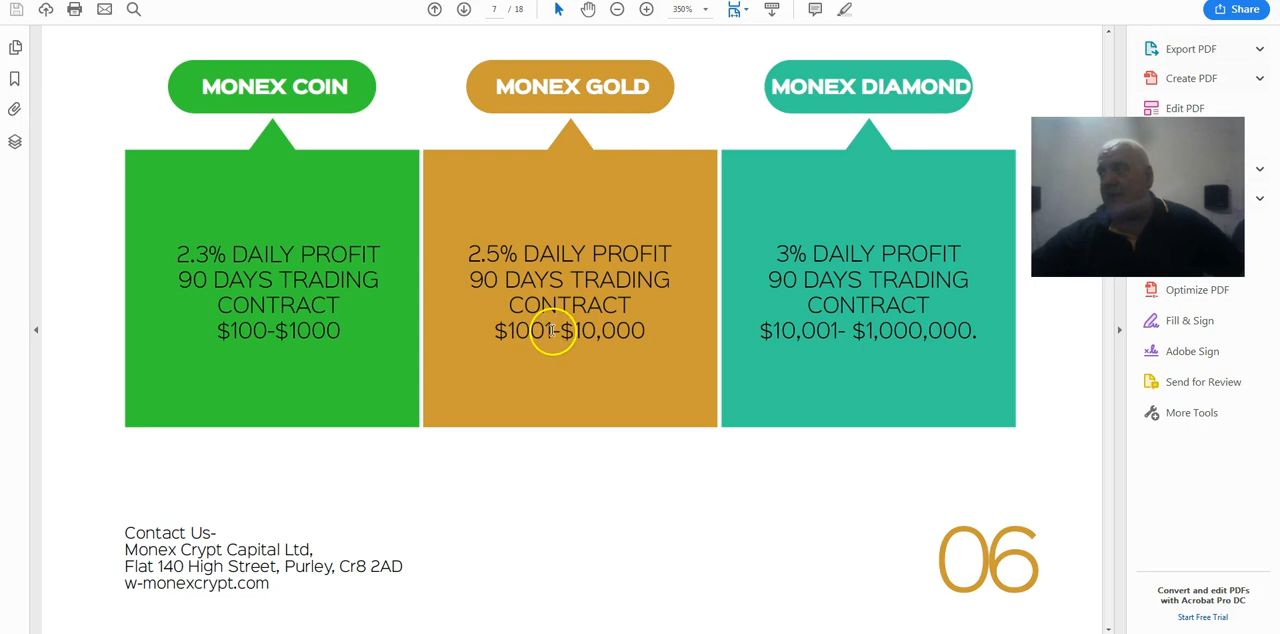 7 / 18
350%
Share
MONEX COIN
MONEX GOLD
MONEX DIAMOND
2.3% DAILY PROFIT
90 DAYS TRADING
CONTRACT
$100-$1000
2.5% DAILY PROFIT
90 DAYS TRADING
CONTRACT
$1001-$10,000
3% DAILY PROFIT
90 DAYS TRADING
CONTRACT
$10,001- $1,000,000.
Contact Us-
Monex Crypt Capital Ltd,
Flat 140 High Street, Purley, Cr8 2AD
w-monexcrypt.com
06
Export PDF
Create PDF
Edit PDF
Optimize PDF
Fill & Sign
Adobe Sign
Send for Review
More Tools
Convert and edit PDFs
with Acrobat Pro DC
Start Free Trial